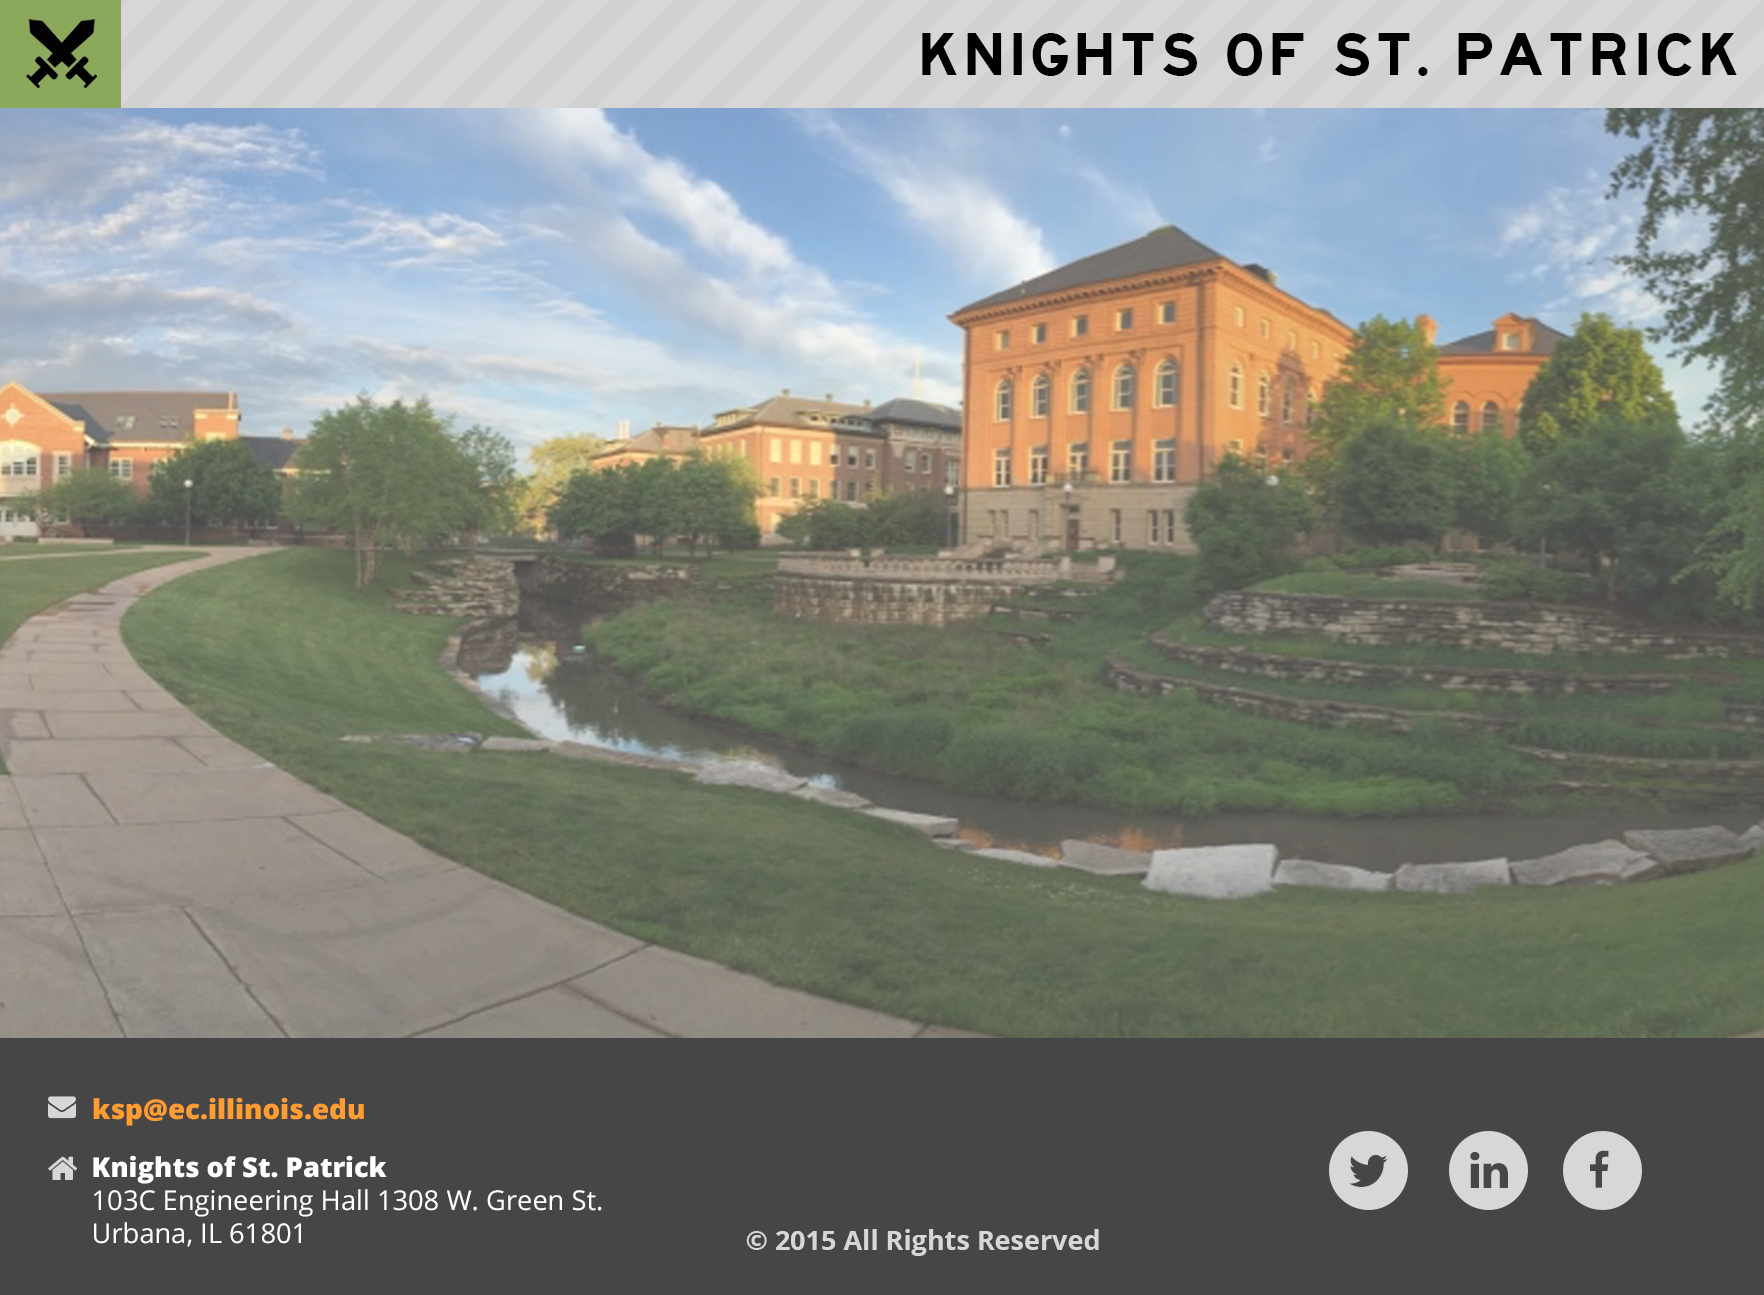 KNIGHTS OF ST. PATRICK
ksp@ec.illinois.edu
Knights of St. Patrick
103C Engineering Hall 1308 W. Green St.
Urbana, IL 61801
© 2015 All Rights Reserved